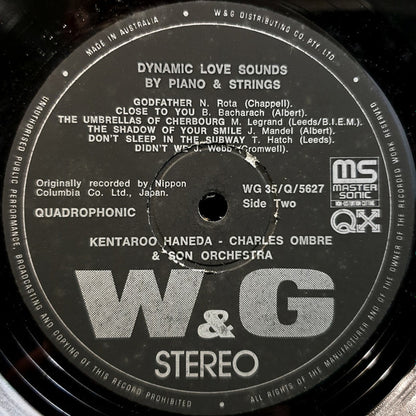 MADE IN AUSTRALIA
W&G DISTRIBUTING CO. PTY. LTD.
DYNAMIC LOVE SOUNDS
BY PIANO & STRINGS
GODFATHER N. Rota (Chappell).
CLOSE TO YOU B. Bacharach (Albert).
THE UMBRELLAS OF CHERBOURG M. Legrand (Leeds/B.I.E.M.).
THE SHADOW OF YOUR SMILE J. Mandel (Albert).
DON'T SLEEP IN THE SUBWAY T. Hatch (Leeds).
DIDN'T WE J. Webb (Cromwell).
Originally recorded by Nippon
Columbia Co. Ltd., Japan.
QUADROPHONIC
WG 35/Q/5627
Side Two
MS
MASTER
SONIC
NON-DISTORTION CUTTING
QX
KENTAROO HANEDA - CHARLES OMBRE
& SON ORCHESTRA
W&G
STEREO
UNAUTHORISED PUBLIC PERFORMANCE, BROADCASTING AND COPYING OF THIS RECORD PROHIBITED
ALL RIGHTS OF THE MANUFACTURER AND OF THE OWNER OF THE